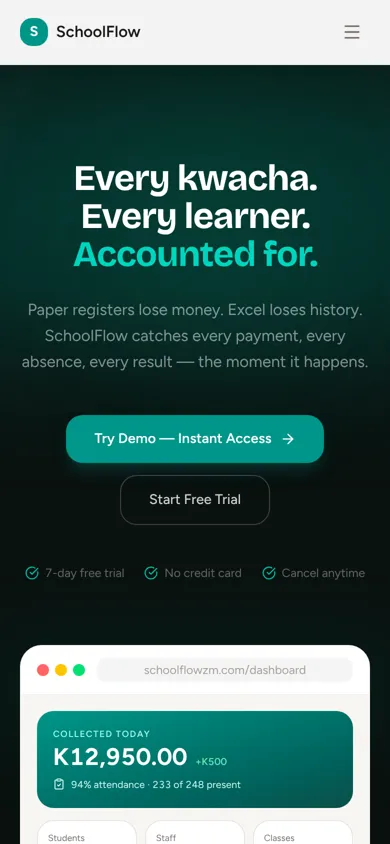 S SchoolFlow
Every kwacha.
Every learner.
Accounted for.
Paper registers lose money. Excel loses history.
SchoolFlow catches every payment, every
absence, every result — the moment it happens.
Try Demo — Instant Access →
Start Free Trial
7-day free trial No credit card Cancel anytime
schoolflowzm.com/dashboard
COLLECTED TODAY
K12,950.00 +K500
94% attendance · 233 of 248 present
Students Staff Classes